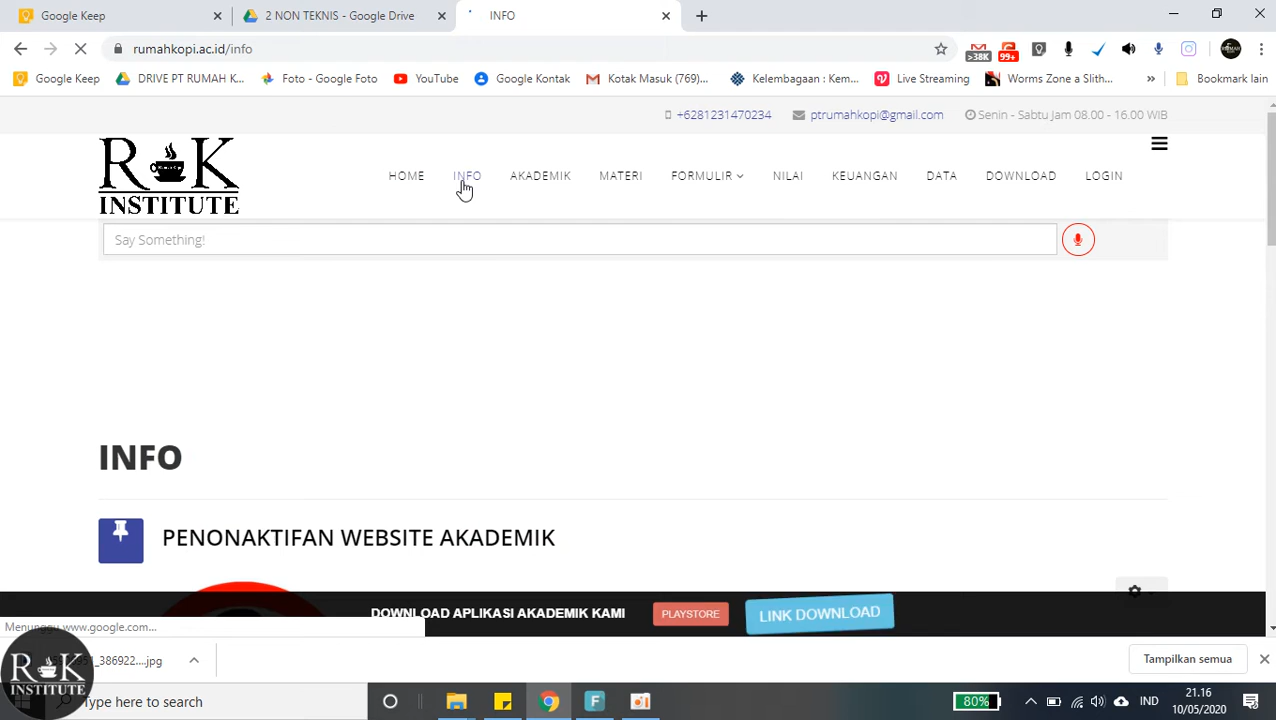 Google Keep
2 NON TEKNIS - Google Drive
INFO
rumahkopi.ac.id/info
>38K
99+
Google Keep
DRIVE PT RUMAH K...
Foto - Google Foto
YouTube
Google Kontak
Kotak Masuk (769)...
Kelembagaan : Kem...
Live Streaming
Worms Zone a Slith...
»
Bookmark lain
+6281231470234
ptrumahkopi@gmail.com
Senin - Sabtu Jam 08.00 - 16.00 WIB
R K
INSTITUTE
HOME
INFO
AKADEMIK
MATERI
FORMULIR
NILAI
KEUANGAN
DATA
DOWNLOAD
LOGIN
Say Something!
INFO
PENONAKTIFAN WEBSITE AKADEMIK
DOWNLOAD APLIKASI AKADEMIK KAMI
PLAYSTORE
LINK DOWNLOAD
Menunggu www.google.com...
_386922....jpg
Tampilkan semua
R K
INSTITUTE
Type here to search
80%
IND
21.16
10/05/2020